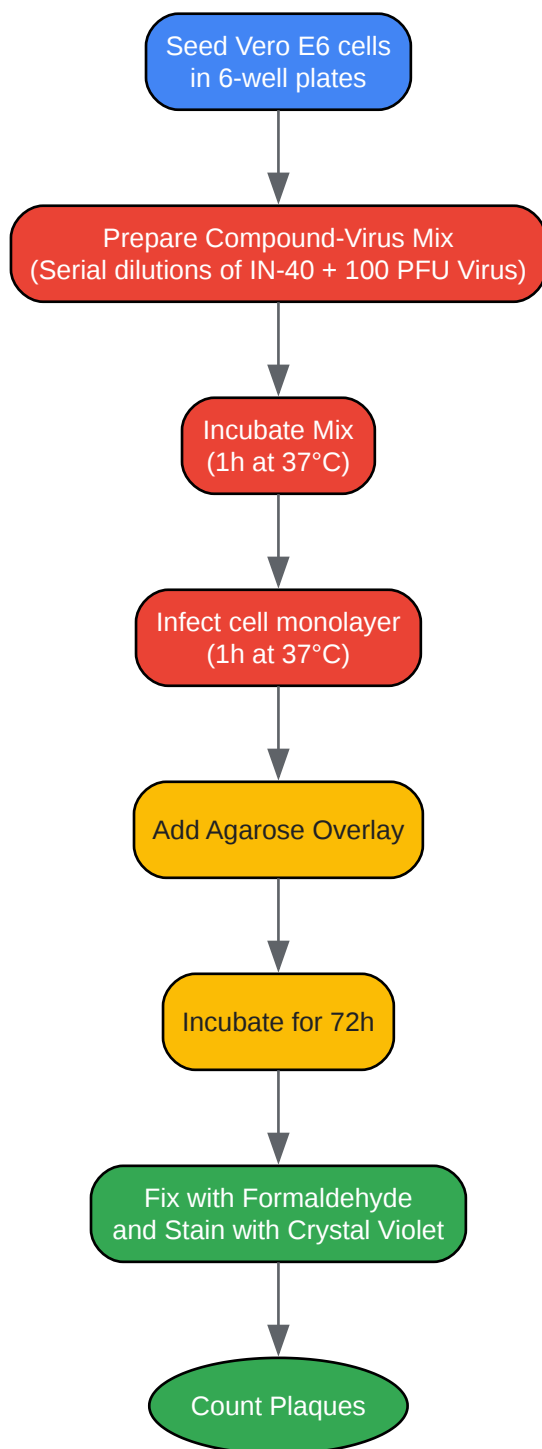 Seed Vero E6 cells
in 6-well plates
Prepare Compound-Virus Mix
(Serial dilutions of IN-40 + 100 PFU Virus)
Incubate Mix
(1h at 37°C)
Infect cell monolayer
(1h at 37°C)
Add Agarose Overlay
Incubate for 72h
Fix with Formaldehyde
and Stain with Crystal Violet
Count Plaques